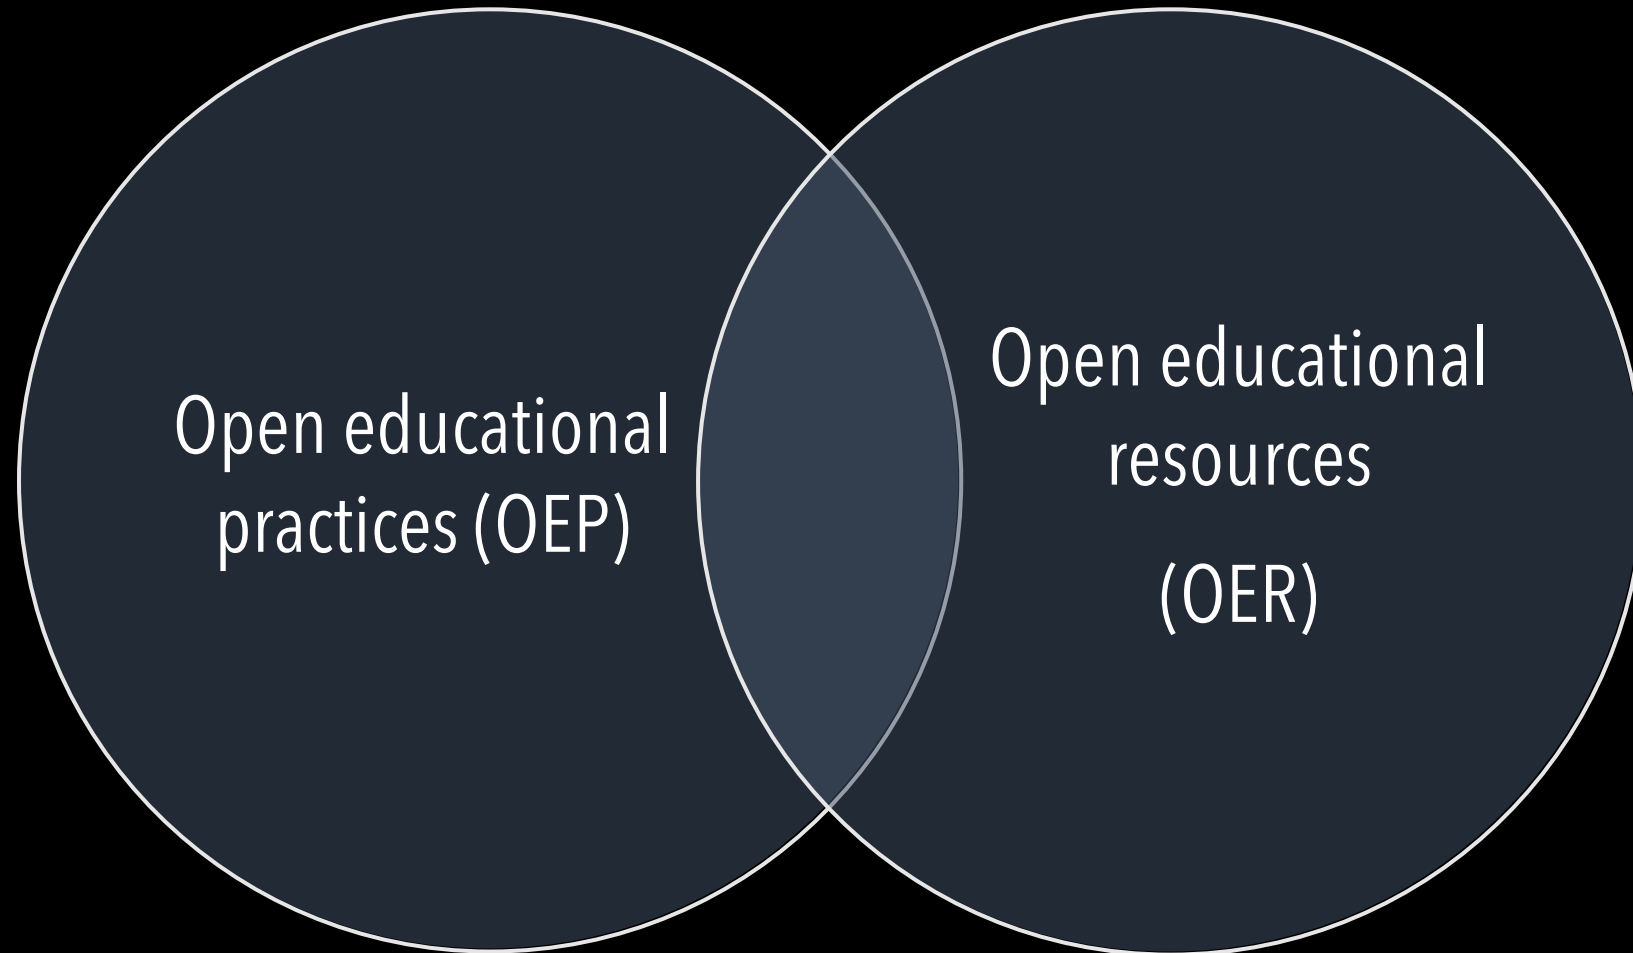 Open educational
practices (OEP)
Open educational
resources
(OER)